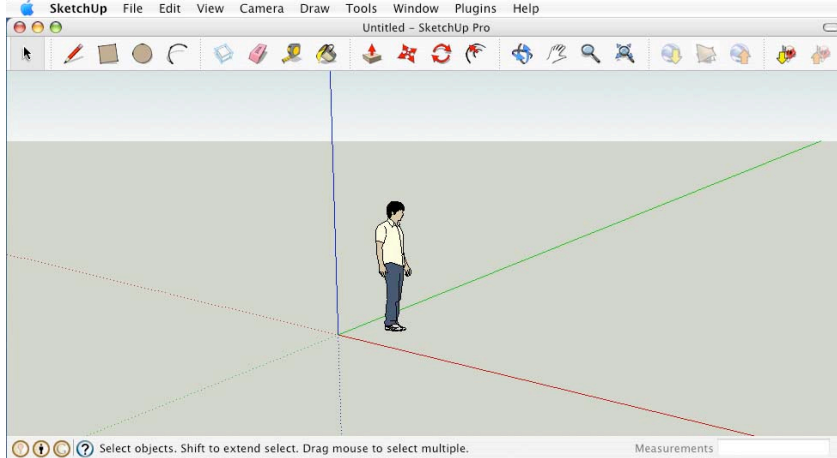 SketchUp File Edit View Camera Draw Tools Window Plugins Help
Untitled – SketchUp Pro
Select objects. Shift to extend select. Drag mouse to select multiple. Measurements